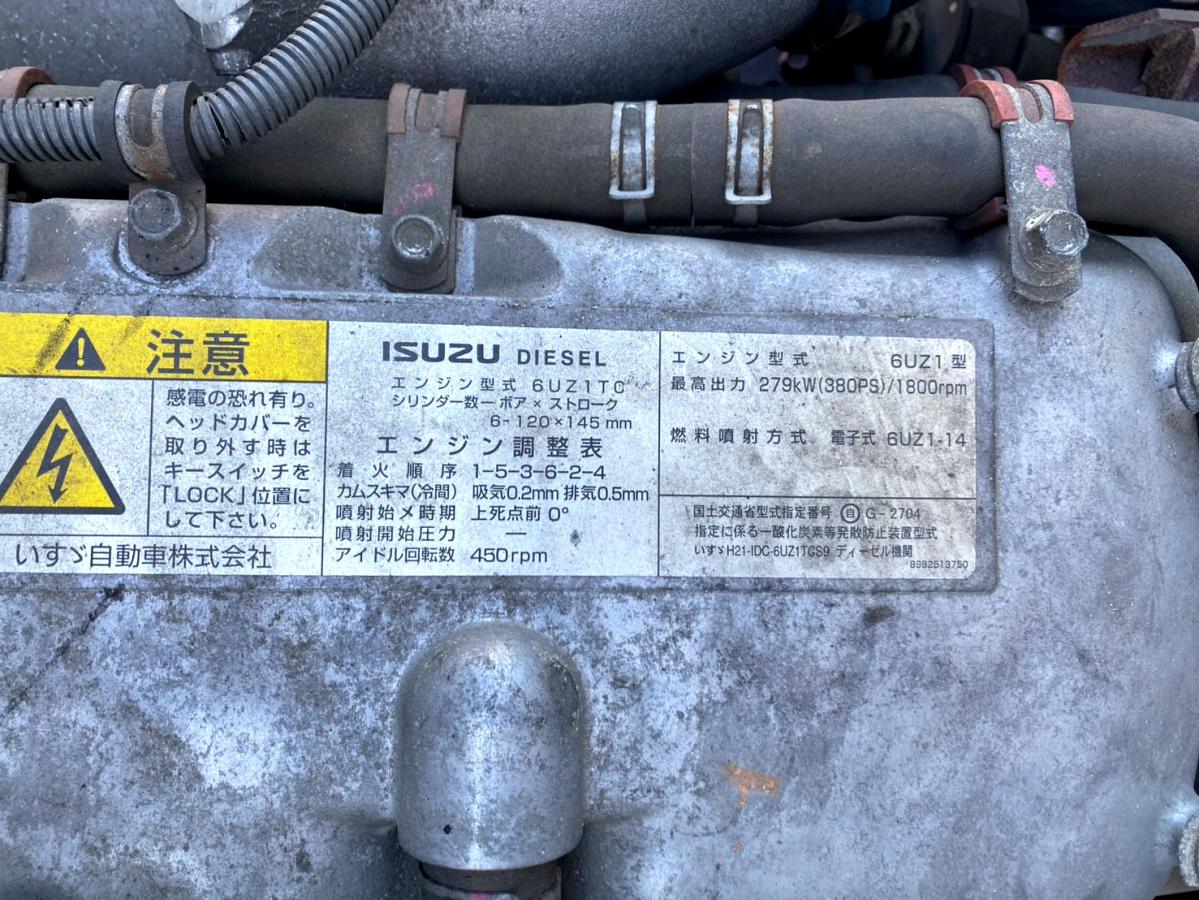 注意
感電の恐れ有り。
ヘッドカバーを
取り外す時は
キースイッチを
「LOCK」位置に
して下さい。
いすゞ自動車株式会社
ISUZU DIESEL
エンジン型式 6UZ1TC
シリンダー数ー ボア × ストローク
6-120×145 mm
エンジン調整表
着火順序 1-5-3-6-2-4
カムスキマ(冷間) 吸気0.2mm 排気0.5mm
噴射始メ時期 上死点前 0°
噴射開始圧力 ー
アイドル回転数 450rpm
エンジン型式 6UZ1 型
最高出力 279kW(380PS)/1800rpm
燃料噴射方式 電子式 6UZ1-14
国土交通省型式指定番号 自 G-2704
指定に係る一酸化炭素等発散防止装置型式
いすゞH21-IDC-6UZ1TCS9 ディーゼル機関
8982513750